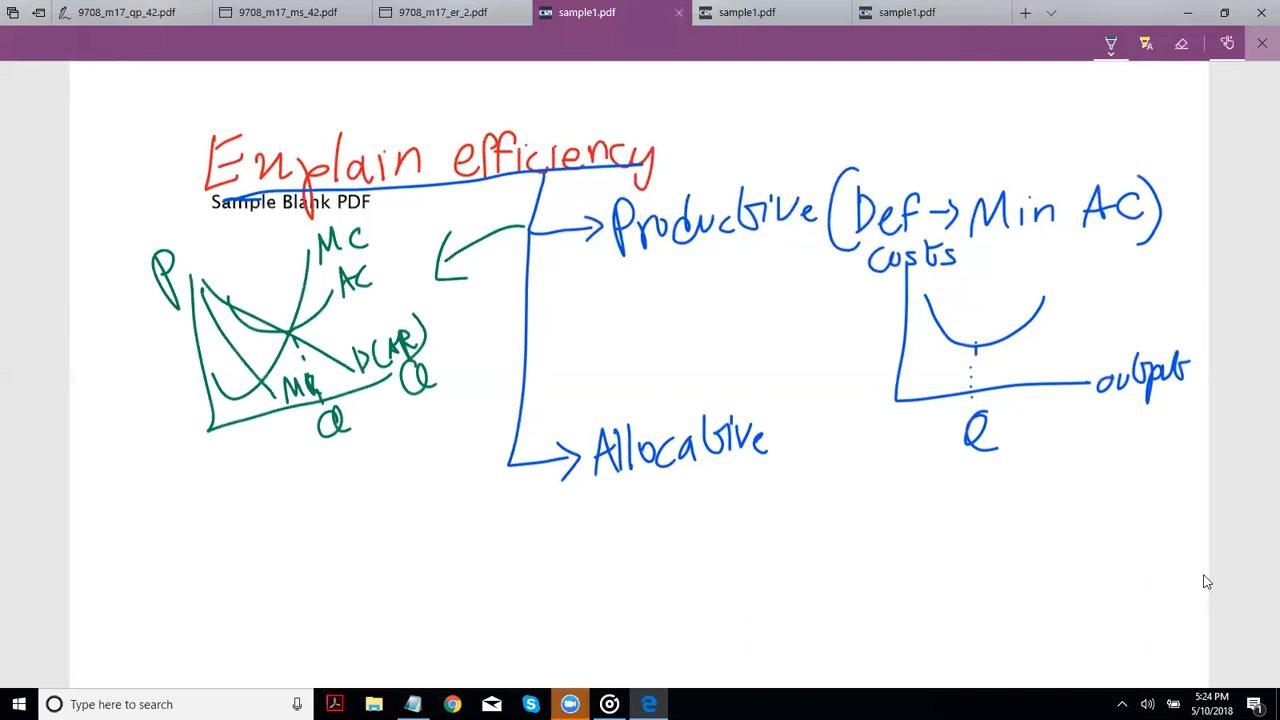 9708_m17_qp_42.pdf
9708_m17_ms_42.pdf
9708_m17_er_2.pdf
sample1.pdf
sample1.pdf
sample1.pdf
Explain efficiency
Sample Blank PDF
Productive (Def → Min AC)
costs
MC
P
AC
D(AR)
output
Q
MR
Q
Q
Allocative
Type here to search
5:24 PM
5/10/2018